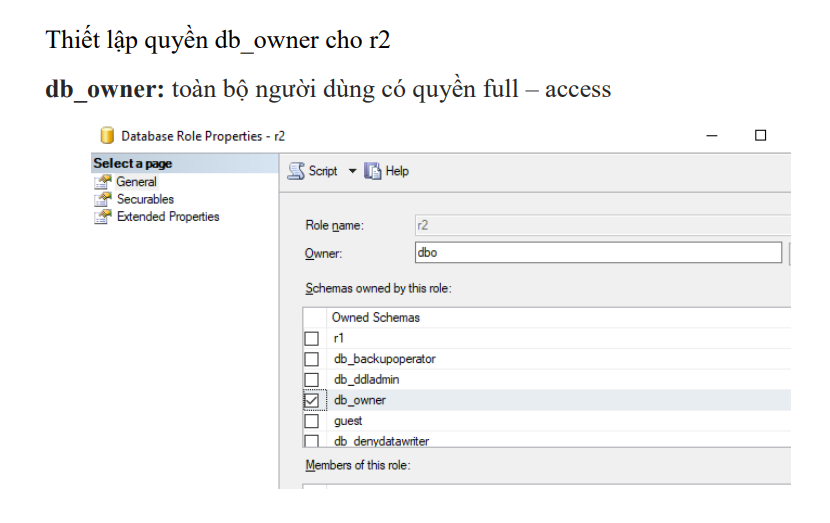 Thiết lập quyền db_owner cho r2
db_owner: toàn bộ người dùng có quyền full – access
Database Role Properties - r2
Select a page
General
Securables
Extended Properties
Script
Help
Role name:
r2
Owner:
dbo
Schemas owned by this role:
Owned Schemas
r1
db_backupoperator
db_ddladmin
db_owner
guest
db_denydatawriter
Members of this role: